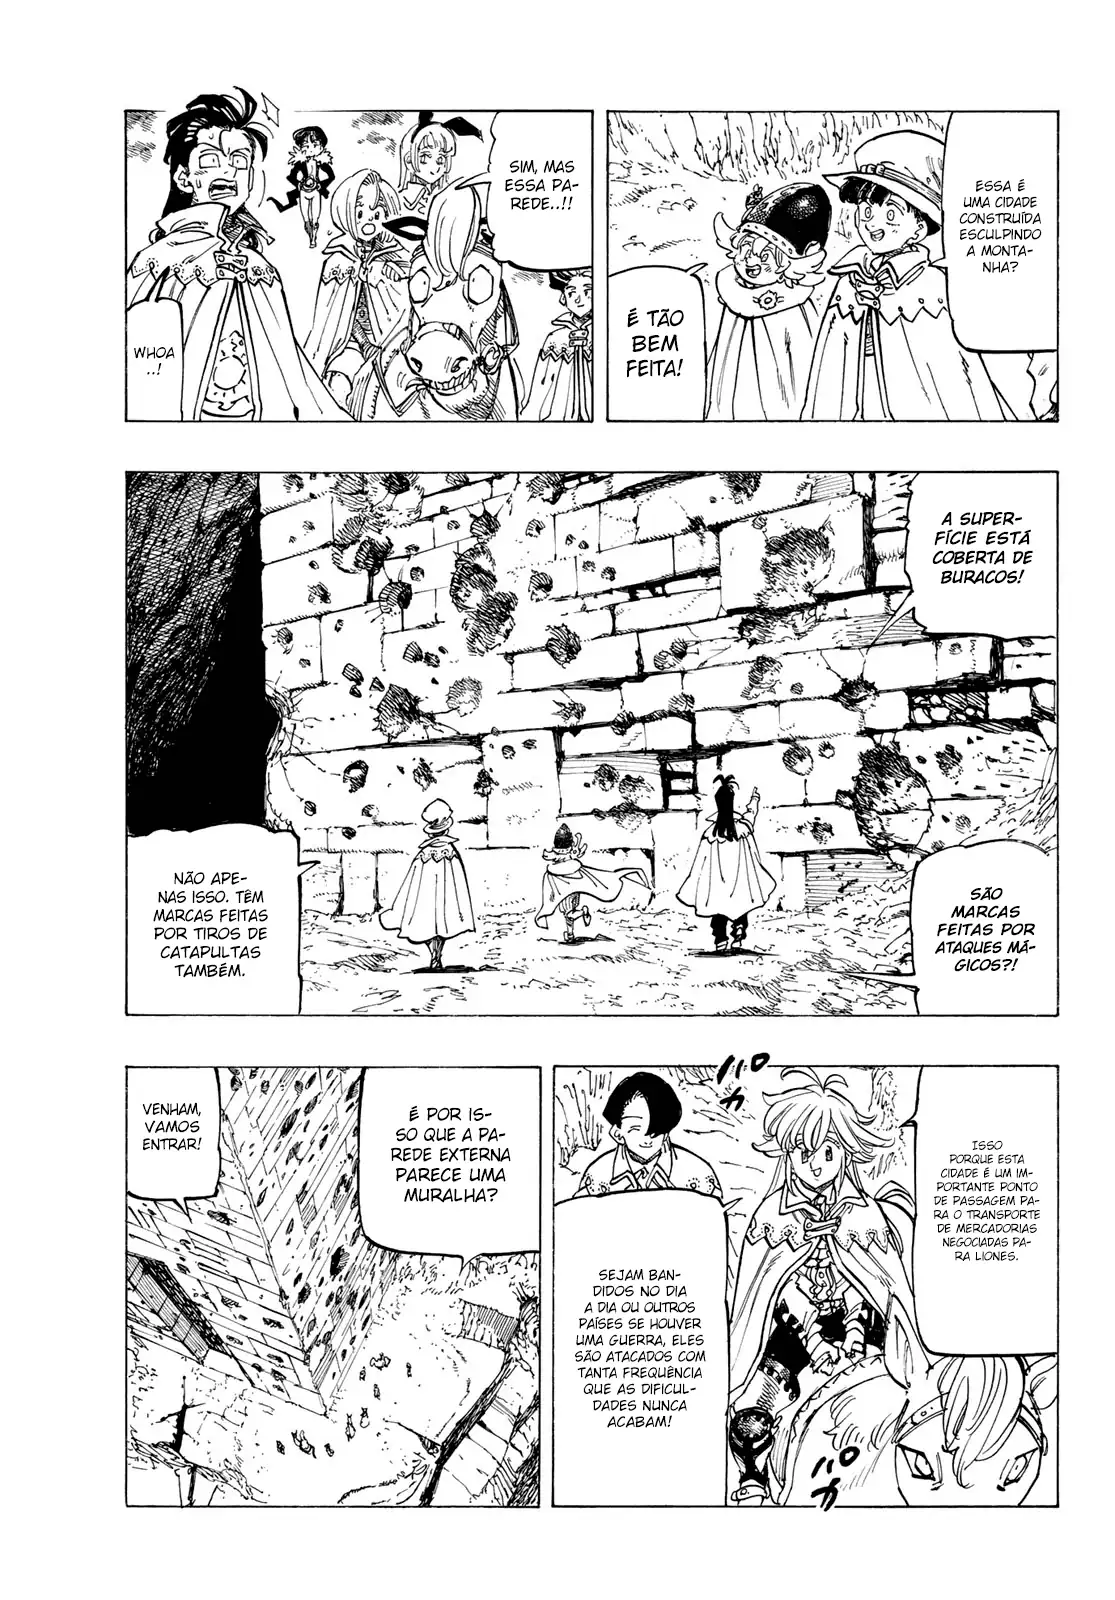 ESSA É
UMA CIDADE
CONSTRUÍDA
ESCULPINDO
A MONTA-
NHA?
É TÃO
BEM
FEITA!
SIM, MAS
ESSA PA-
REDE..!!
WHOA
..!
A SUPER-
FÍCIE ESTÁ
COBERTA DE
BURACOS!
SÃO
MARCAS
FEITAS POR
ATAQUES MÁ-
GICOS?!
NÃO APE-
NAS ISSO. TÊM
MARCAS FEITAS
POR TIROS DE
CATAPULTAS
TAMBÉM.
ISSO
PORQUE ESTA
CIDADE É UM IM-
PORTANTE PONTO
DE PASSAGEM PA-
RA O TRANSPORTE
DE MERCADORIAS
NEGOCIADAS PA-
RA LIONES.
パカ
SEJAM BAN-
DIDOS NO DIA
A DIA OU OUTROS
PAÍSES SE HOUVER
UMA GUERRA, ELES
SÃO ATACADOS COM
TANTA FREQUÊNCIA
QUE AS DIFICUL-
DADES NUNCA
ACABAM!
パカ
É POR IS-
SO QUE A PA-
REDE EXTERNA
PARECE UMA
MURALHA?
VENHAM,
VAMOS
ENTRAR!